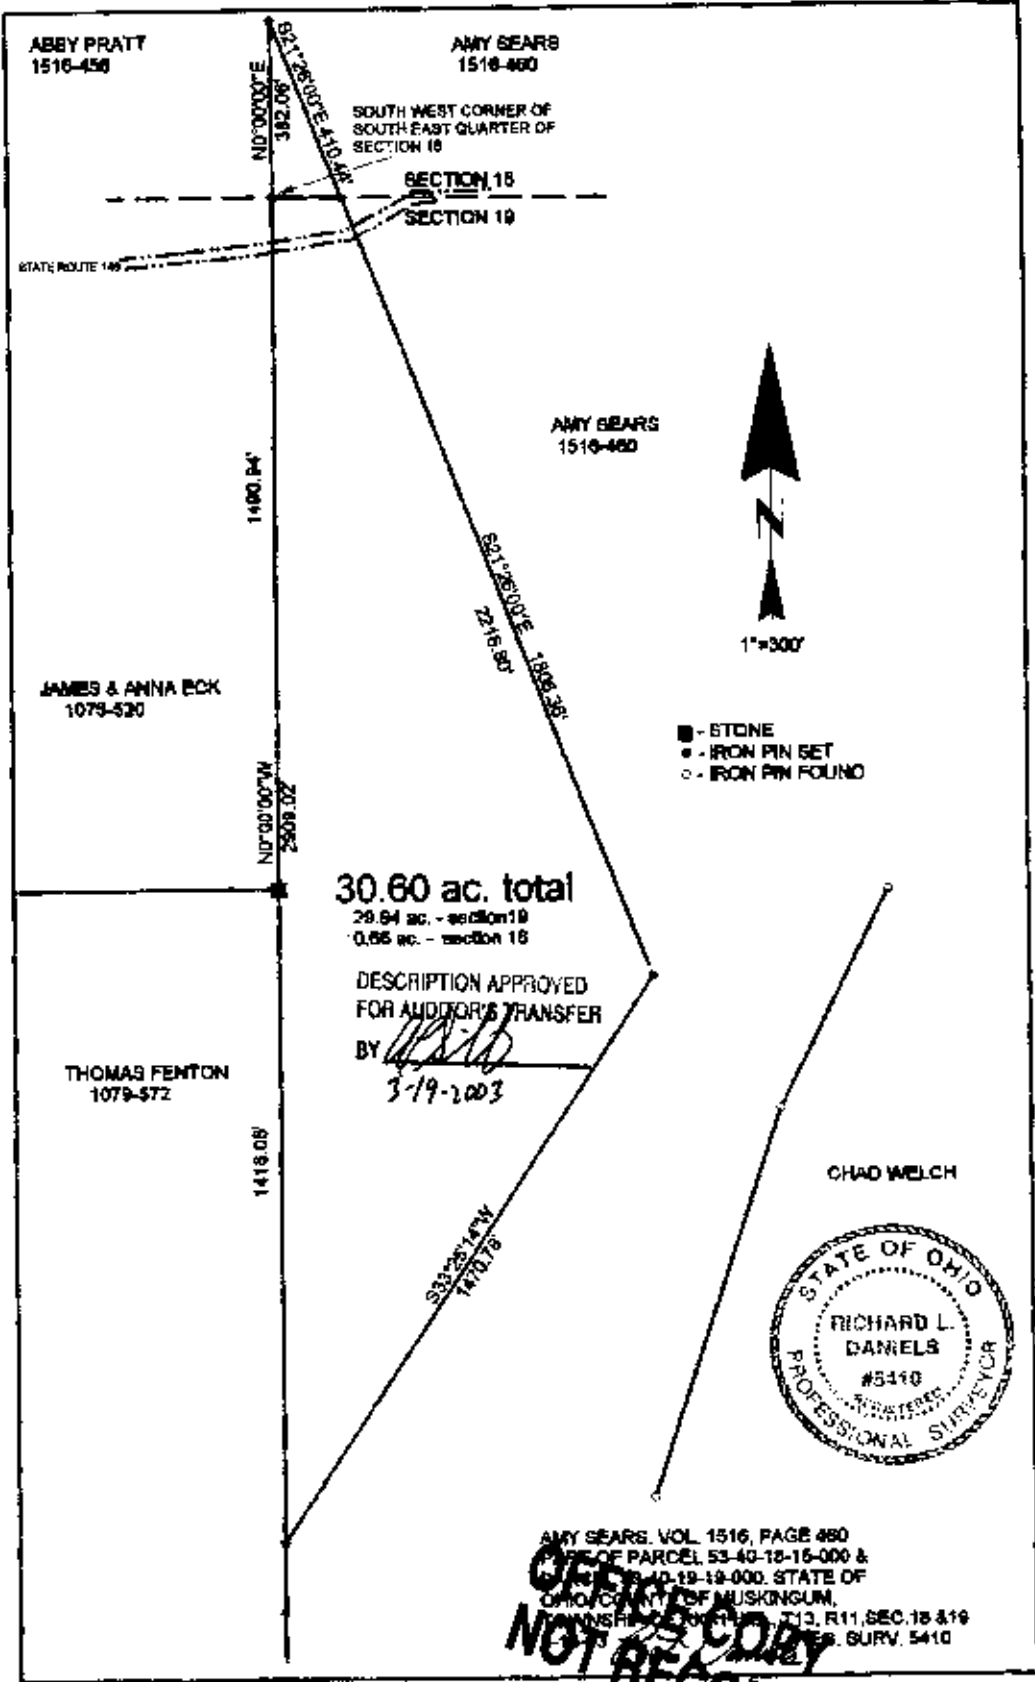 ABBY PRATT
1516-456
AMY SEARS
1516-460
N0°00'00"E
382.06'
S21°26'00"E 410.44'
SOUTH WEST CORNER OF
SOUTH EAST QUARTER OF
SECTION 18
SECTION 18
SECTION 19
STATE ROUTE 146
AMY SEARS
1516-460
1490.94'
S21°26'00"E 1806.36'
2216.80'
N
1"=300'
JAMES & ANNA ECK
1075-520
■ - STONE
● - IRON PIN SET
○ - IRON PIN FOUND
N0°00'00"W
2909.02'
30.60 ac. total
29.94 ac. - section 19
0.66 ac. - section 18
DESCRIPTION APPROVED
FOR AUDITOR'S TRANSFER
BY
3-19-2003
THOMAS FENTON
1079-572
1418.08'
S33°25'14"W
1470.78'
CHAD WELCH
STATE OF OHIO
RICHARD L.
DANIELS
#5410
REGISTERED
PROFESSIONAL SURVEYOR
AMY SEARS. VOL. 1516, PAGE 460
OF PARCEL 53-40-18-15-000 &
40-19-19-000. STATE OF
OHIO, COUNTY OF MUSKINGUM,
T13, R11, SEC. 18 & 19
SURV. 5410
OFFICE COPY
NOT